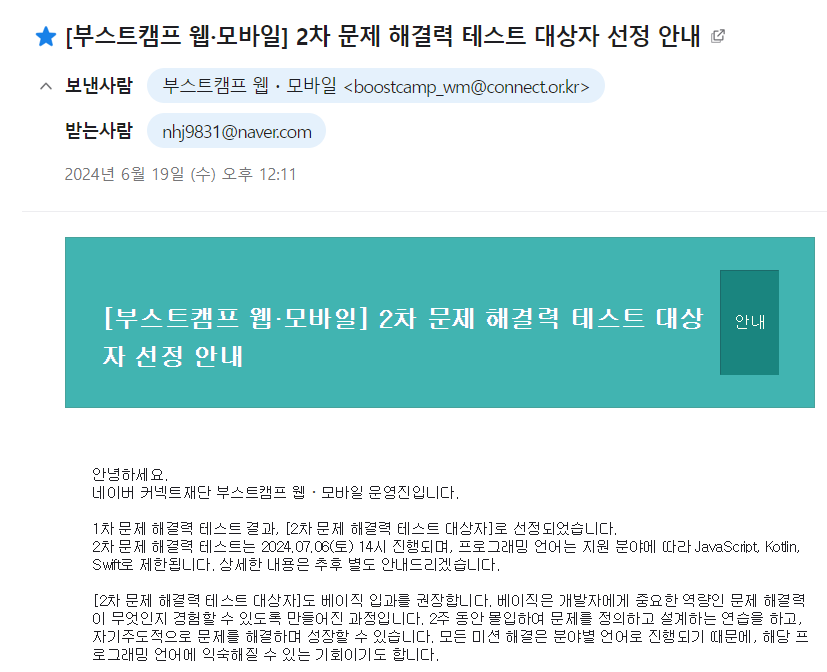 [부스트캠프 웹·모바일] 2차 문제 해결력 테스트 대상자 선정 안내
보낸사람 부스트캠프 웹 · 모바일 <boostcamp_wm@connect.or.kr>
받는사람 nhj9831@naver.com
2024년 6월 19일 (수) 오후 12:11
[부스트캠프 웹·모바일] 2차 문제 해결력 테스트 대상
자 선정 안내
안내
안녕하세요.
네이버 커넥트재단 부스트캠프 웹 · 모바일 운영진입니다.
1차 문제 해결력 테스트 결과, [2차 문제 해결력 테스트 대상자]로 선정되었습니다.
2차 문제 해결력 테스트는 2024.07.06(토) 14시 진행되며, 프로그래밍 언어는 지원 분야에 따라 JavaScript, Kotlin,
Swift로 제한됩니다. 상세한 내용은 추후 별도 안내드리겠습니다.
[2차 문제 해결력 테스트 대상자]도 베이직 입과를 권장합니다. 베이직은 개발자에게 중요한 역량인 문제 해결력
이 무엇인지 경험할 수 있도록 만들어진 과정입니다. 2주 동안 몰입하여 문제를 정의하고 설계하는 연습을 하고,
자기주도적으로 문제를 해결하며 성장할 수 있습니다. 모든 미션 해결은 분야별 언어로 진행되기 때문에, 해당 프
로그래밍 언어에 익숙해질 수 있는 기회이기도 합니다.